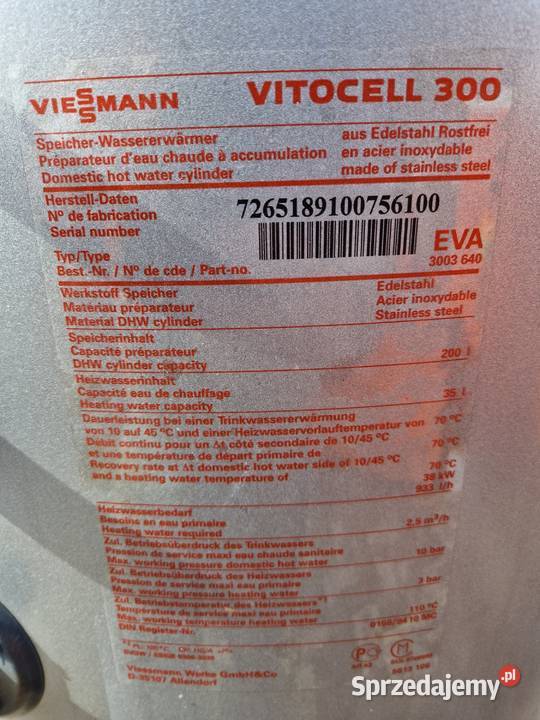 VIESSMANN VITOCELL 300
Speicher-Wassererwärmer aus Edelstahl Rostfrei
Préparateur d'eau chaude à accumulation en acier inoxydable
Domestic hot water cylinder made of stainless steel
Herstell-Daten
Nº de fabrication
Serial number
7265189100756100
Typ/Type EVA
Best.-Nr. / Nº de cde / Part-no. 3003 640
Werkstoff Speicher Edelstahl
Matériau préparateur Acier inoxydable
Material DHW cylinder Stainless steel
Speicherinhalt
Capacité préparateur 200 l
DHW cylinder capacity
Heizwasserinhalt
Capacité eau de chauffage 35 L
Heating water capacity
Dauerleistung bei einer Trinkwassererwärmung
von 10 auf 45 ºC und einer Heizwasservorlauftemperatur von 70 ºC
Débit continu pour un Δt côté secondaire de 10/45 ºC
et une température de départ primaire de 70 ºC
Recovery rate at Δt domestic hot water side of 10/45 ºC
and a heating water temperature of 70 ºC
38 kW
933 l/h
Heizwasserbedarf
Besoins en eau primaire 2,5 m³/h
Heating water required
Zul. Betriebsüberdruck des Trinkwassers
Pression de service maxi eau chaude sanitaire 10 bar
Max. working pressure domestic hot water
Zul. Betriebsüberdruck des Heizwassers
Pression de service maxi eau primaire 3 bar
Max. working pressure heating water
Zul. Betriebstemperatur des Heizwassers
Température de service maxi eau primaire 110 ºC
Max. working temperature heating water
DIN Register-Nr.
Viessmann Werke GmbH&Co
D-35107 Allendorf
Sprzedajemy.pl